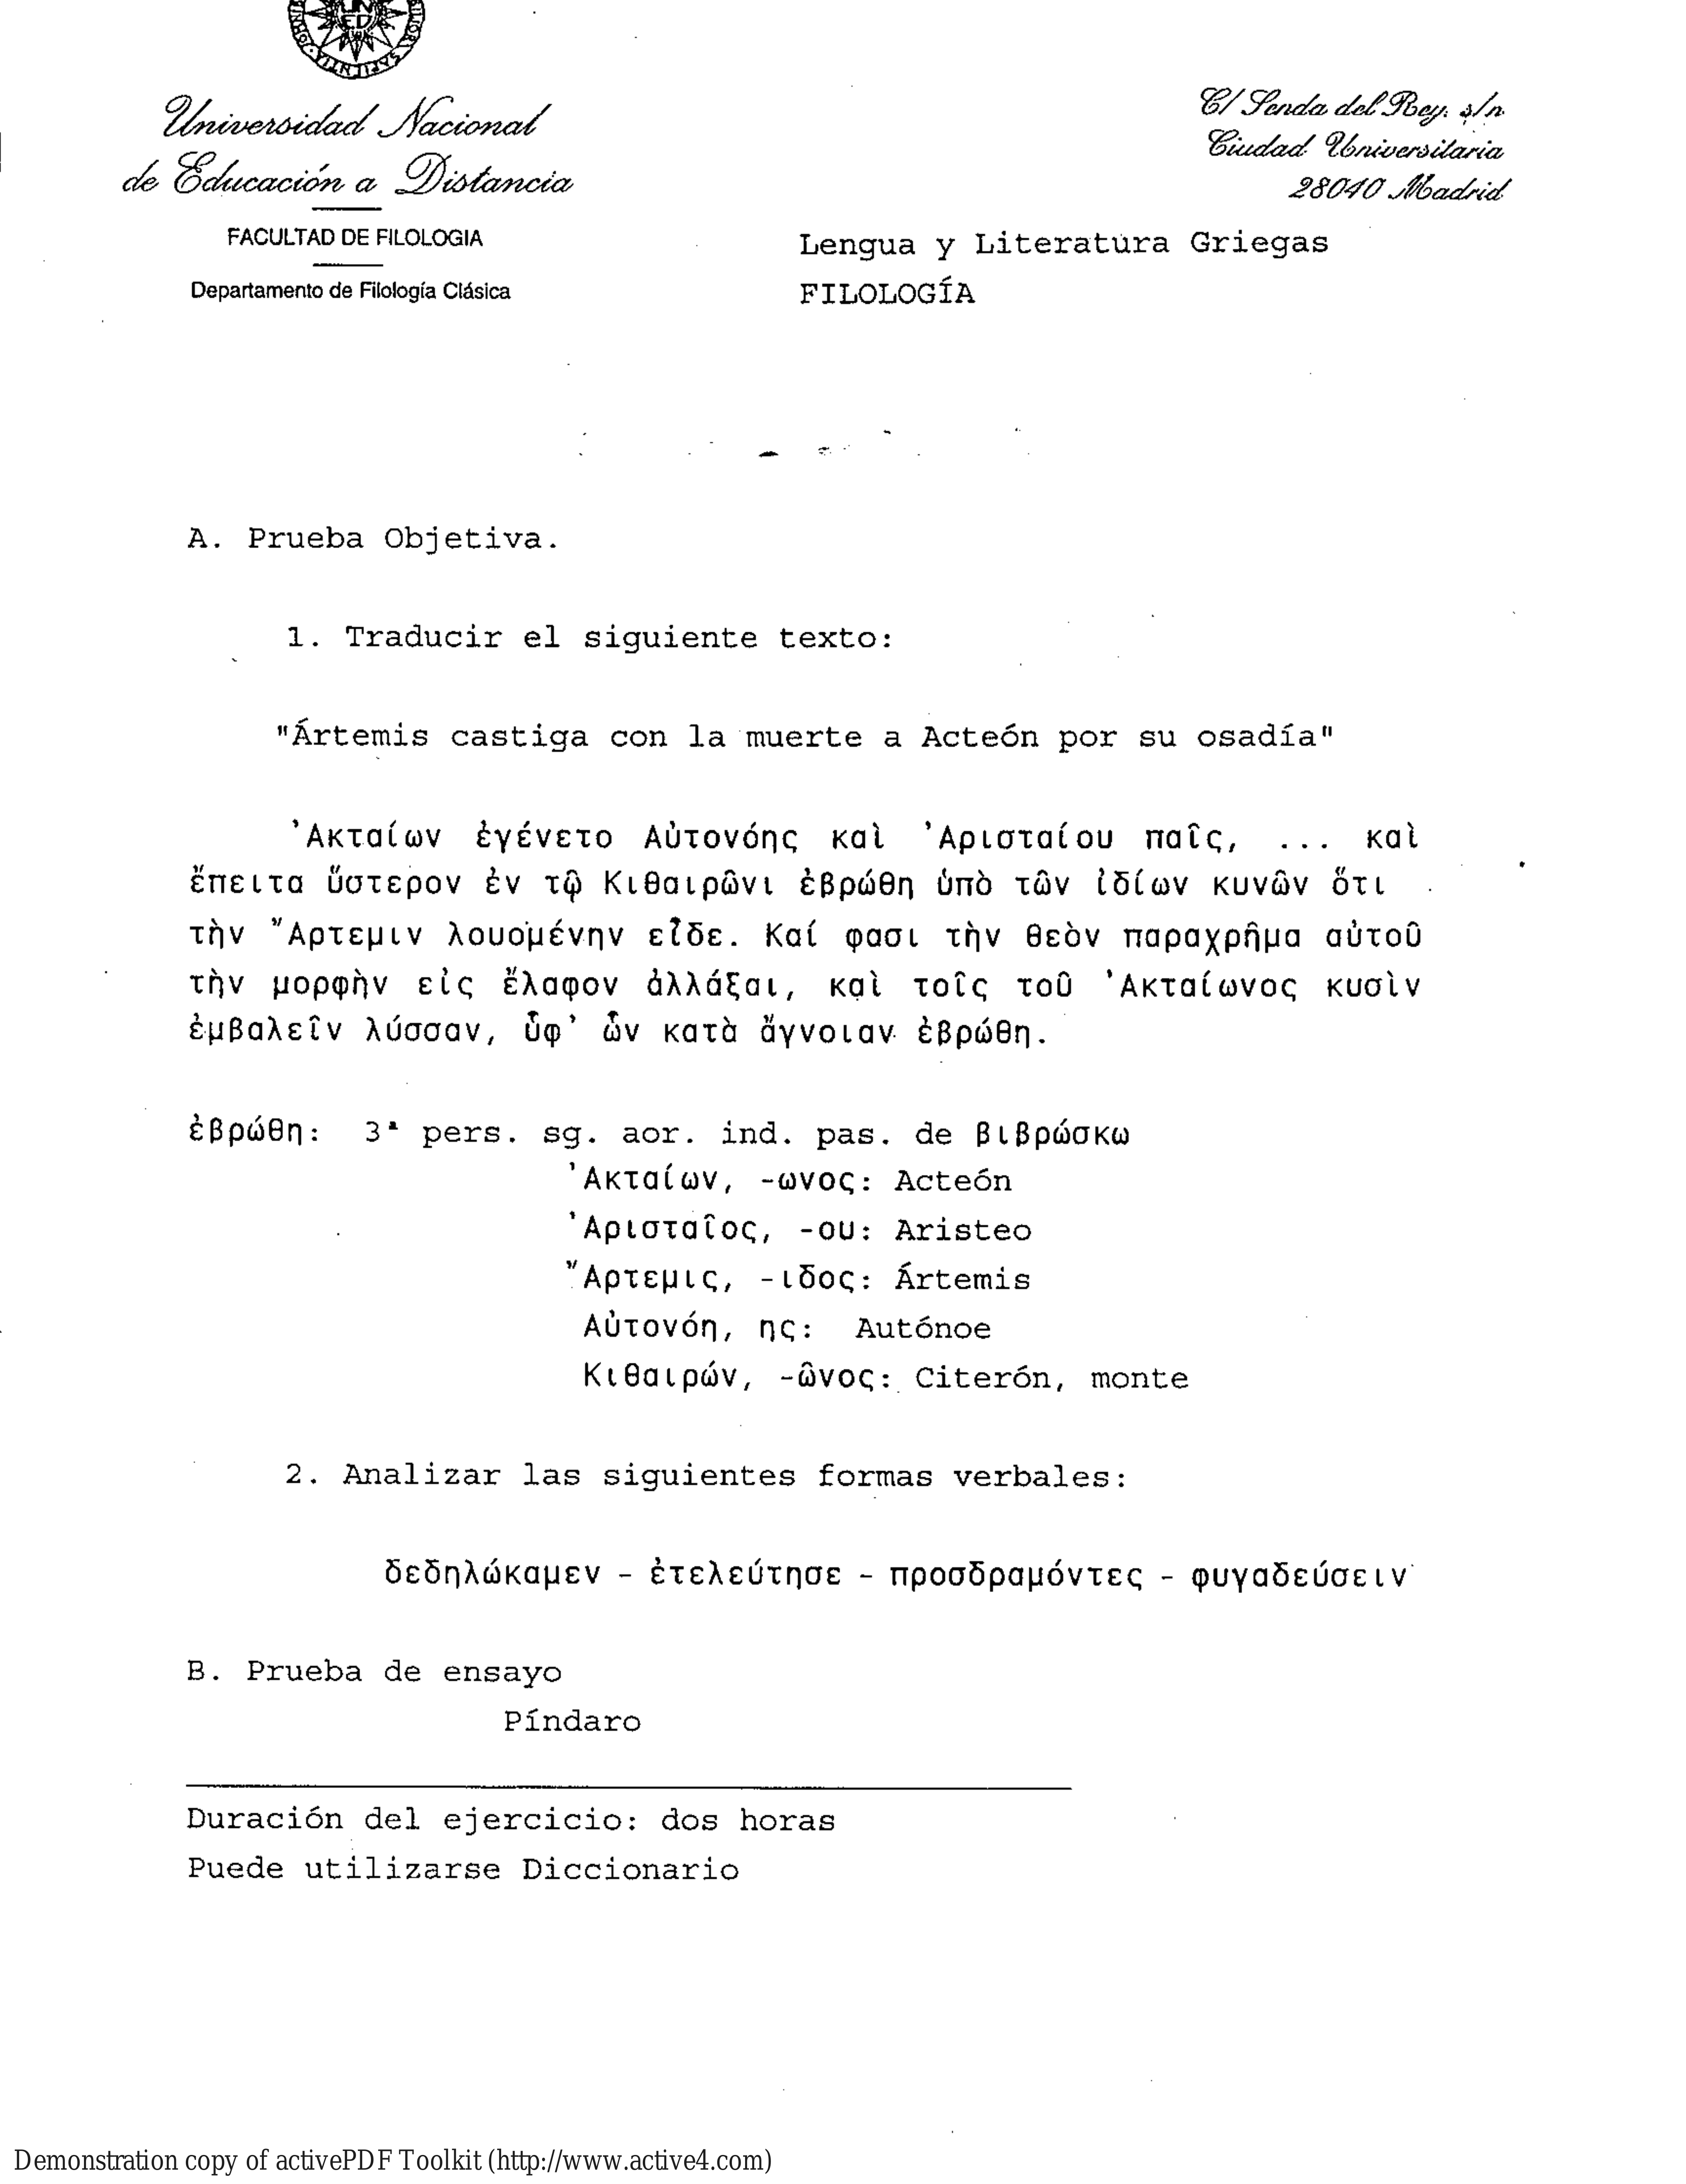 Universidad Nacional
de Educación a Distancia
FACULTAD DE FILOLOGIA
Departamento de Filología Clásica
C/ Senda del Rey. s/n
Ciudad Universitaria
28040 Madrid
Lengua y Literatura Griegas
FILOLOGÍA
A. Prueba Objetiva.
1. Traducir el siguiente texto:
"Ártemis castiga con la muerte a Acteón por su osadía"
Ἀκταίων ἐγένετο Αὐτονόης καὶ Ἀρισταίου παῖς, ... καὶ
ἔπειτα ὕστερον ἐν τῷ Κιθαιρῶνι ἐβρώθη ὑπὸ τῶν ἰδίων κυνῶν ὅτι
τὴν Ἄρτεμιν λουομένην εἶδε. Καί φασι τὴν θεὸν παραχρῆμα αὐτοῦ
τὴν μορφὴν εἰς ἔλαφον ἀλλάξαι, καὶ τοῖς τοῦ Ἀκταίωνος κυσὶν
ἐμβαλεῖν λύσσαν, ὗφ' ὧν κατὰ ἄγνοιαν ἐβρώθη.
ἐβρώθη: 3ª pers. sg. aor. ind. pas. de βιβρώσκω
Ἀκταίων, -ωνος: Acteón
Ἀρισταῖος, -ου: Aristeo
Ἄρτεμις, -ιδος: Ártemis
Αὐτονόη, ης: Autónoe
Κιθαιρών, -ῶνος: Citerón, monte
2. Analizar las siguientes formas verbales:
δεδηλώκαμεν - ἐτελεύτησε - προσδραμόντες - φυγαδεύσειν
B. Prueba de ensayo
Píndaro
Duración del ejercicio: dos horas
Puede utilizarse Diccionario
Demonstration copy of activePDF Toolkit (http://www.active4.com)